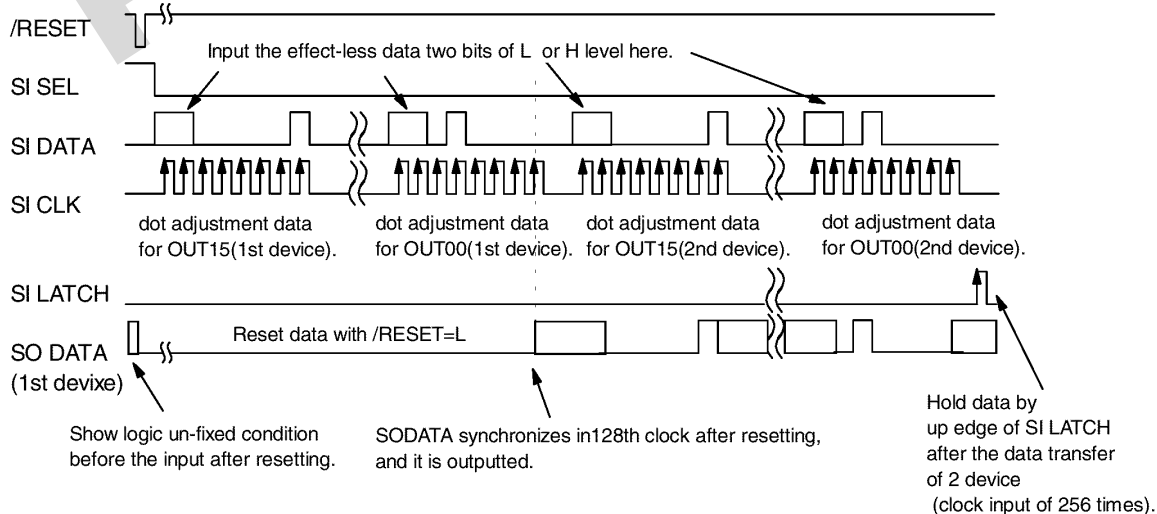 /RESET
Input the effect-less data two bits of L or H level here.
SI SEL
SI DATA
SI CLK
dot adjustment data
for OUT15(1st device).
dot adjustment data
for OUT00(1st device).
dot adjustment data
for OUT15(2nd device).
dot adjustment data
for OUT00(2nd device).
SI LATCH
Reset data with /RESET=L
SO DATA
(1st devixe)
Show logic un-fixed condition
before the input after resetting.
SODATA synchronizes in128th clock after resetting,
and it is outputted.
Hold data by
up edge of SI LATCH
after the data transfer
of 2 device
(clock input of 256 times).